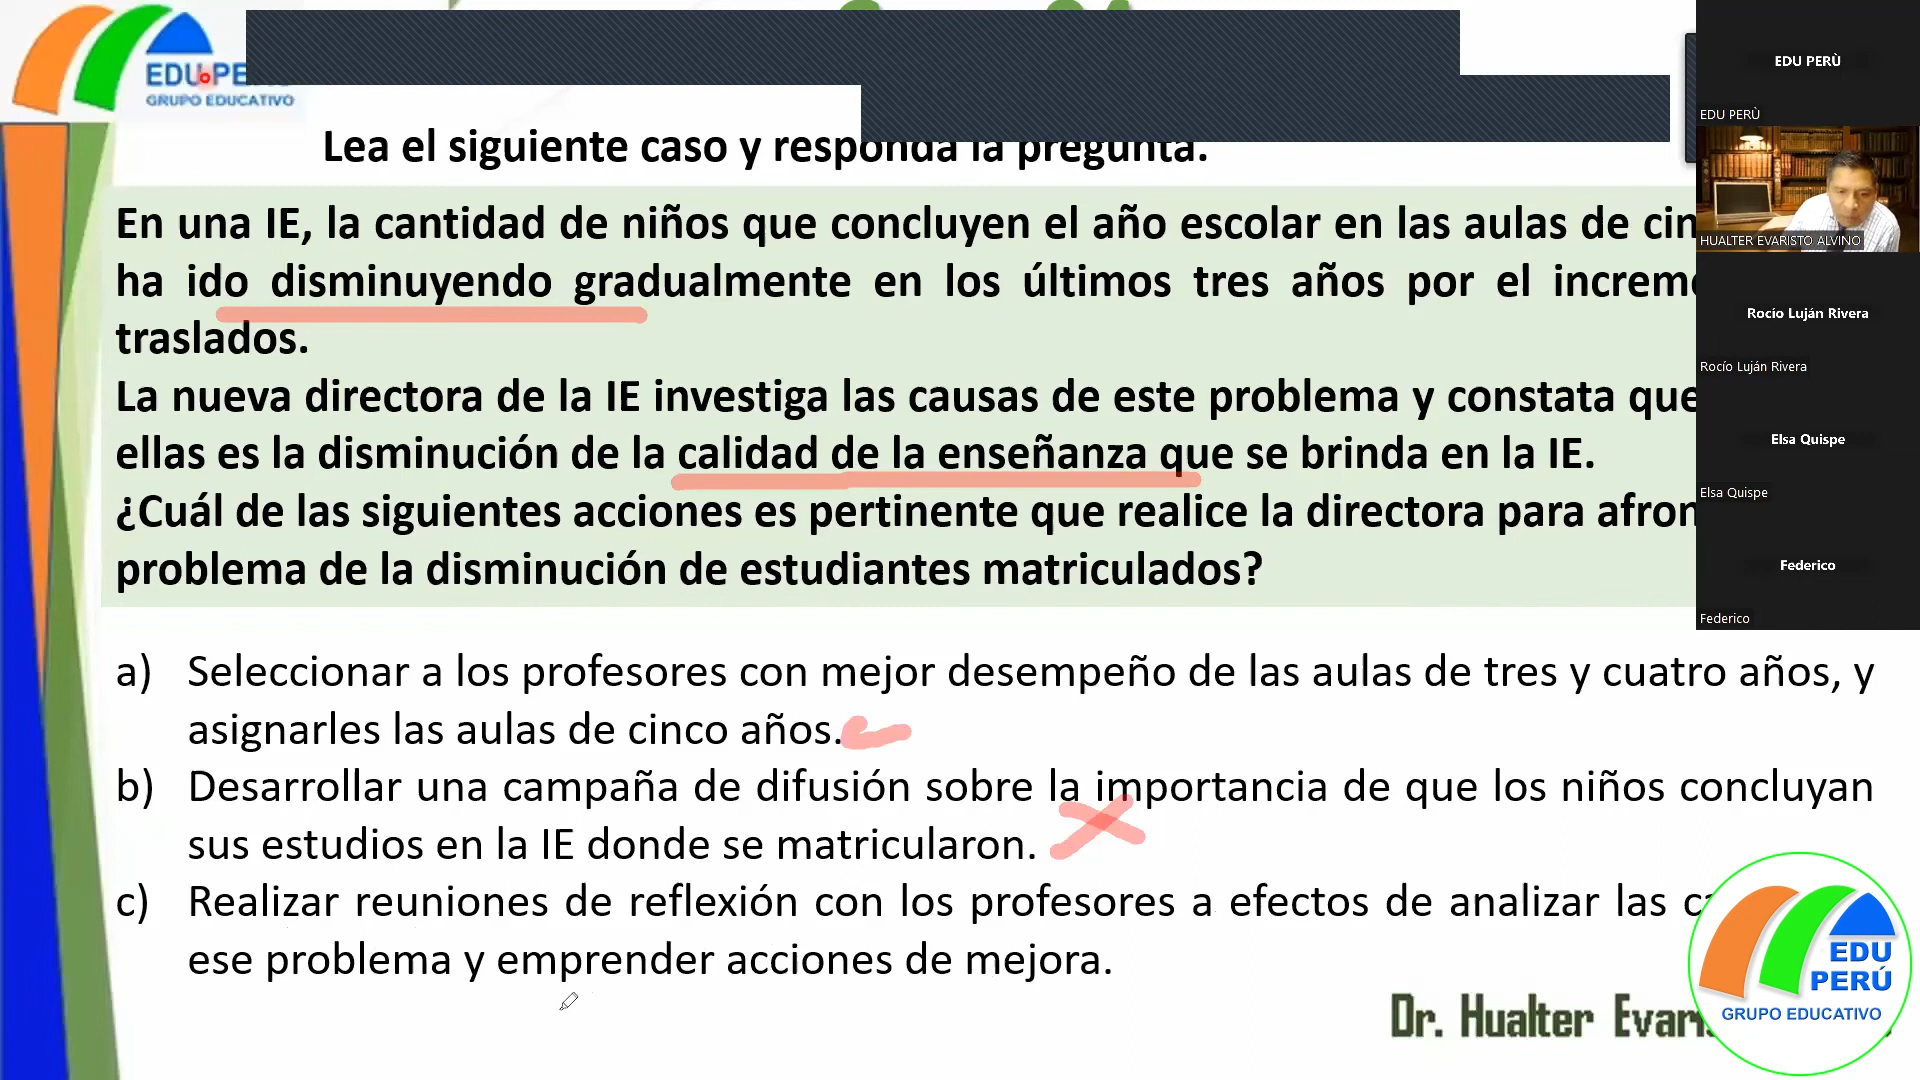 EDU PE
GRUPO EDUCATIVO
Lea el siguiente caso y responda la pregunta.
En una IE, la cantidad de niños que concluyen el año escolar en las aulas de
ha ido disminuyendo gradualmente en los últimos tres años por el
traslados.
La nueva directora de la IE investiga las causas de este problema y constata que
ellas es la disminución de la calidad de la enseñanza que se brinda en la IE.
¿Cuál de las siguientes acciones es pertinente que realice la directora para
problema de la disminución de estudiantes matriculados?
a) Seleccionar a los profesores con mejor desempeño de las aulas de tres y cuatro años, y
asignarles las aulas de cinco años.
b) Desarrollar una campaña de difusión sobre la importancia de que los niños concluyan
sus estudios en la IE donde se matricularon.
c) Realizar reuniones de reflexión con los profesores a efectos de analizar las
ese problema y emprender acciones de mejora.
Dr. Hualter
EDU PERÙ
EDU PERÙ
HUALTER EVARISTO ALVINO
Rocío Luján Rivera
Rocío Luján Rivera
Elsa Quispe
Elsa Quispe
Federico
Federico
EDU
PERÚ
GRUPO EDUCATIVO